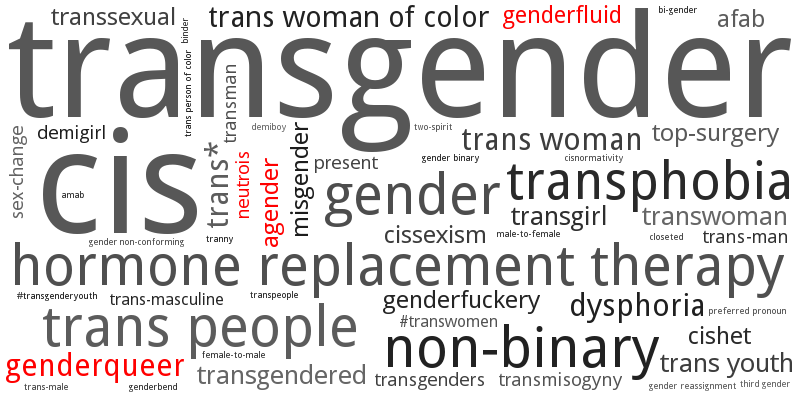 transsexual
binder
trans woman of color
genderfluid
bi-gender
afab
transgender
trans person of color
transman
demigirl
demiboy
two-spirit
trans woman
top-surgery
sex-change
cis
trans*
neutrois
agender
misgender
present
gender binary
cisnormativity
transphobia
amab
gender
transgirl
transwoman
gender non-conforming
tranny
cissexism
male-to-female
closeted
trans-man
hormone replacement therapy
#transgenderyouth
trans-masculine
transpeople
genderfuckery
dysphoria
preferred pronoun
trans people
#transwomen
non-binary
cishet
genderqueer
female-to-male
trans youth
trans-male
genderbend
transgendered
transgenders
transmisogyny
gender reassignment
third gender